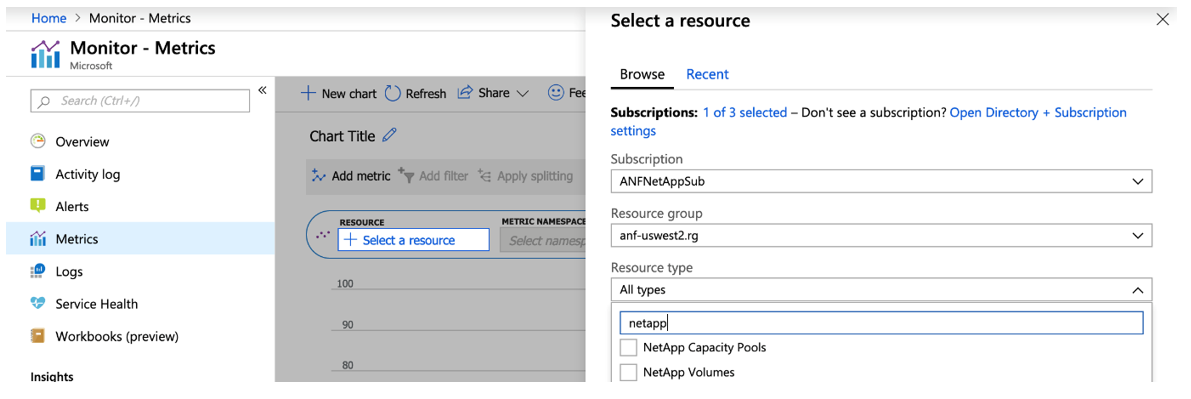 Home > Monitor - Metrics
Monitor - Metrics
Microsoft
Search (Ctrl+/)
Overview
Activity log
Alerts
Metrics
Logs
Service Health
Workbooks (preview)
Insights
New chart
Refresh
Share
Fee
Chart Title
Add metric
Add filter
Apply splitting
RESOURCE
METRIC NAMESPACE
Select a resource
Select namesp
100
90
80
Select a resource
Browse
Recent
Subscriptions: 1 of 3 selected – Don't see a subscription? Open Directory + Subscription
settings
Subscription
ANFNetAppSub
Resource group
anf-uswest2.rg
Resource type
All types
netapp
NetApp Capacity Pools
NetApp Volumes